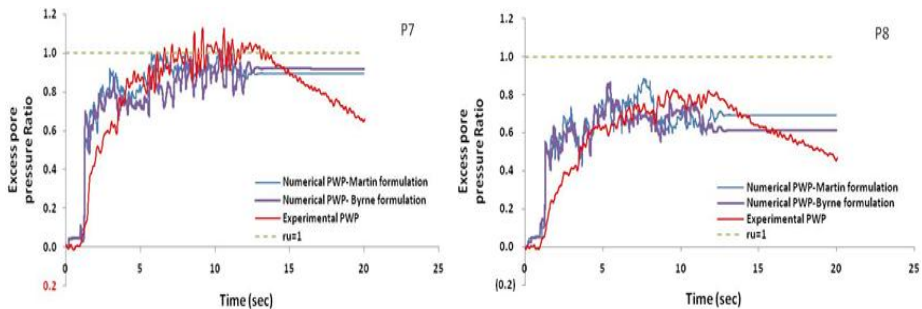 P7
1.2
1.0
0.8
0.6
0.4
0.2
0.0
0.2
Excess pore
pressure Ratio
Numerical PWP-Martin formulation
Numerical PWP- Byrne formulation
Experimental PWP
ru=1
0
5
10
15
20
25
Time (sec)
P8
1.2
1.0
0.8
0.6
0.4
0.2
0.0
(0.2)
Excess pore
pressure Ratio
Numerical PWP-Martin formulation
Numerical PWP-Byrne formulation
Experimental PWP
ru=1
0
5
10
15
20
25
Time (sec)